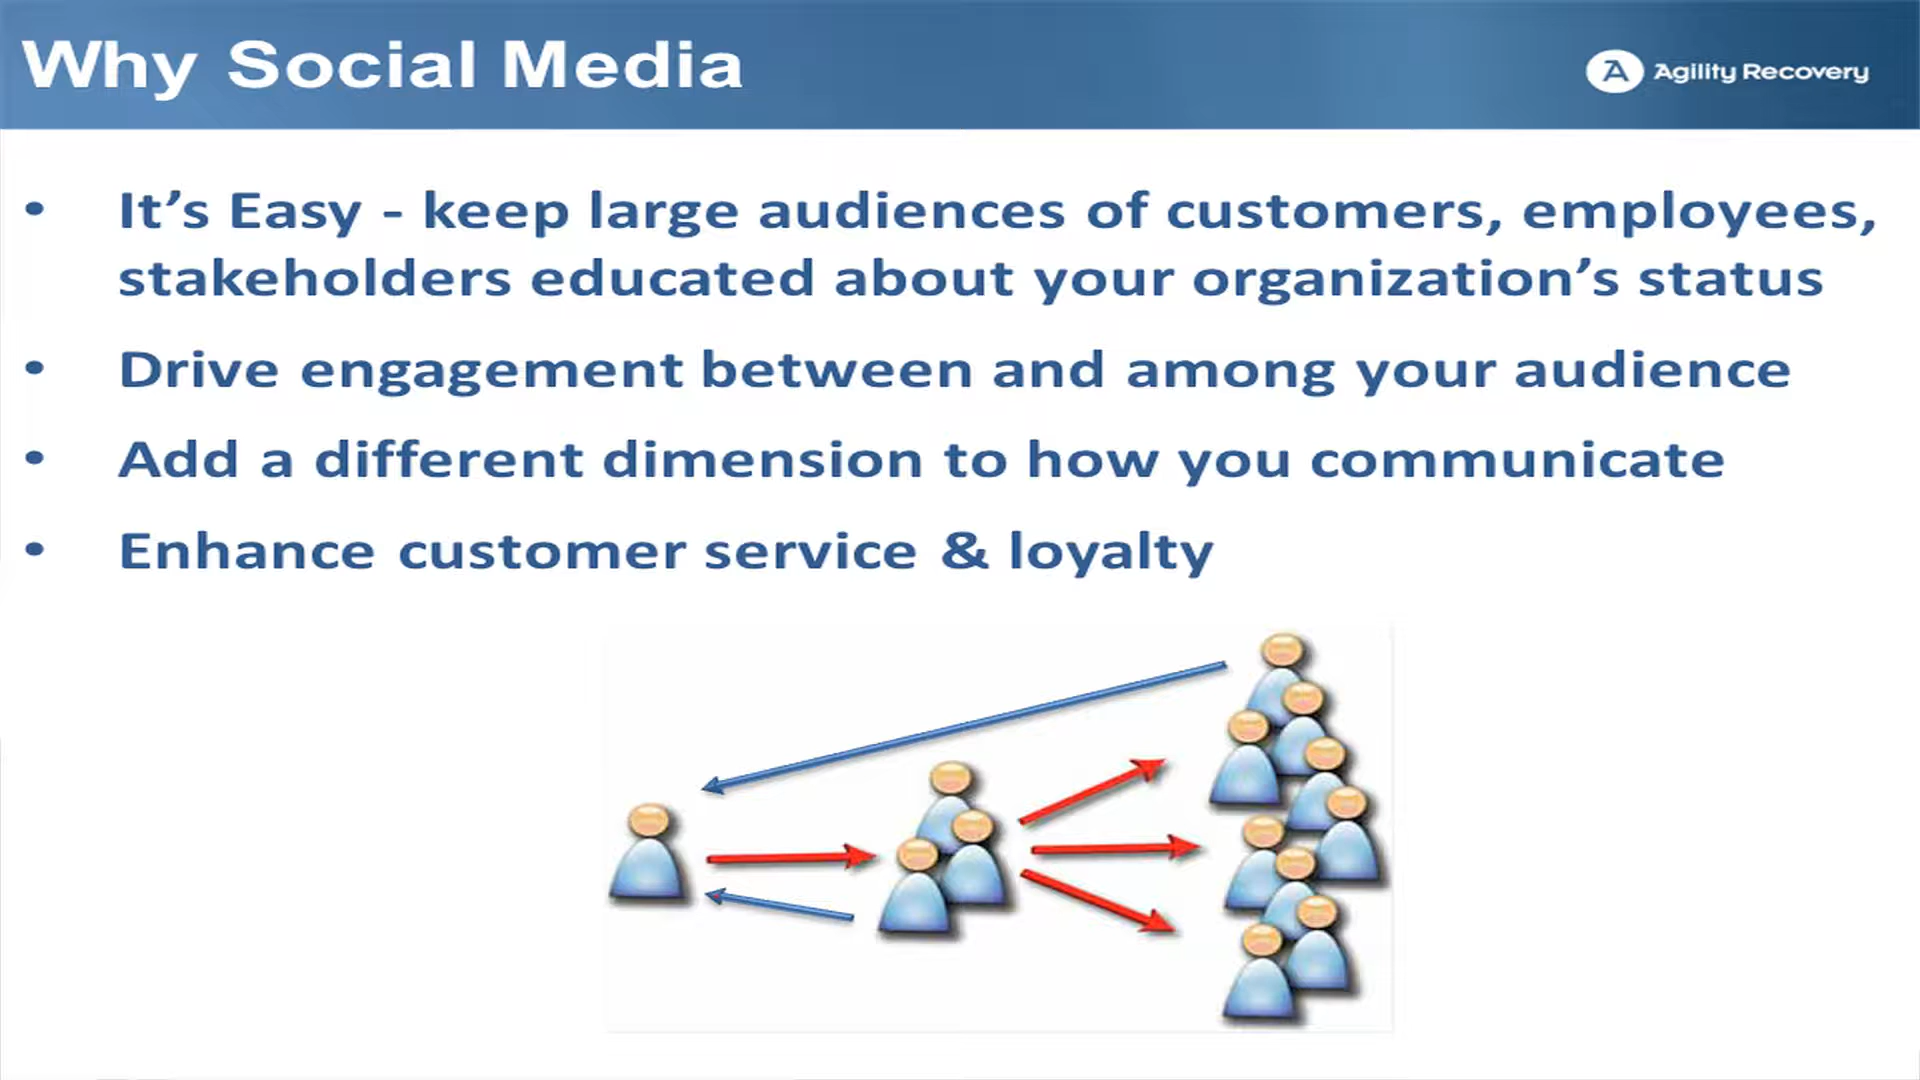 Why Social Media
Agility Recovery
• It’s Easy - keep large audiences of customers, employees,
stakeholders educated about your organization’s status
• Drive engagement between and among your audience
• Add a different dimension to how you communicate
• Enhance customer service & loyalty